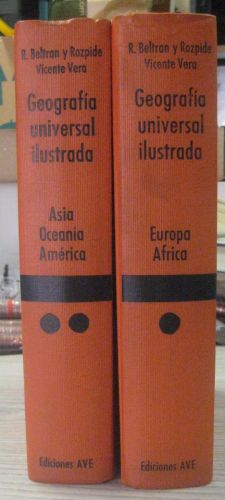 R. Beltran y Rozpide
Vicente Vera
Geografía
universal
ilustrada
Asia
Oceanía
América
Ediciones AVE
R. Beltran y Rozpide
Vicente Vera
Geografía
universal
ilustrada
Europa
Africa
Ediciones AVE